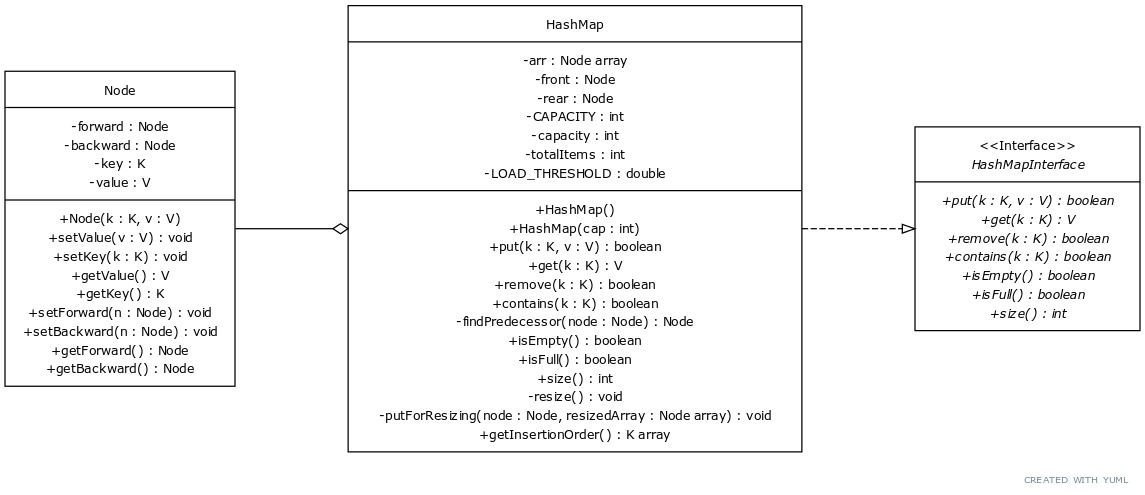 Node
-forward : Node
-backward : Node
-key : K
-value : V
+Node(k : K, v : V)
+setValue(v : V) : void
+setKey(k : K) : void
+getValue() : V
+getKey() : K
+setForward(n : Node) : void
+setBackward(n : Node) : void
+getForward() : Node
+getBackward() : Node
HashMap
-arr : Node array
-front : Node
-rear : Node
-CAPACITY : int
-capacity : int
-totalItems : int
-LOAD_THRESHOLD : double
+HashMap()
+HashMap(cap : int)
+put(k : K, v : V) : boolean
+get(k : K) : V
+remove(k : K) : boolean
+contains(k : K) : boolean
-findPredecessor(node : Node) : Node
+isEmpty() : boolean
+isFull() : boolean
+size() : int
-resize() : void
-putForResizing(node : Node, resizedArray : Node array) : void
+getInsertionOrder() : K array
<<Interface>>
HashMapInterface
+put(k : K, v : V) : boolean
+get(k : K) : V
+remove(k : K) : boolean
+contains(k : K) : boolean
+isEmpty() : boolean
+isFull() : boolean
+size() : int
CREATED WITH YUML